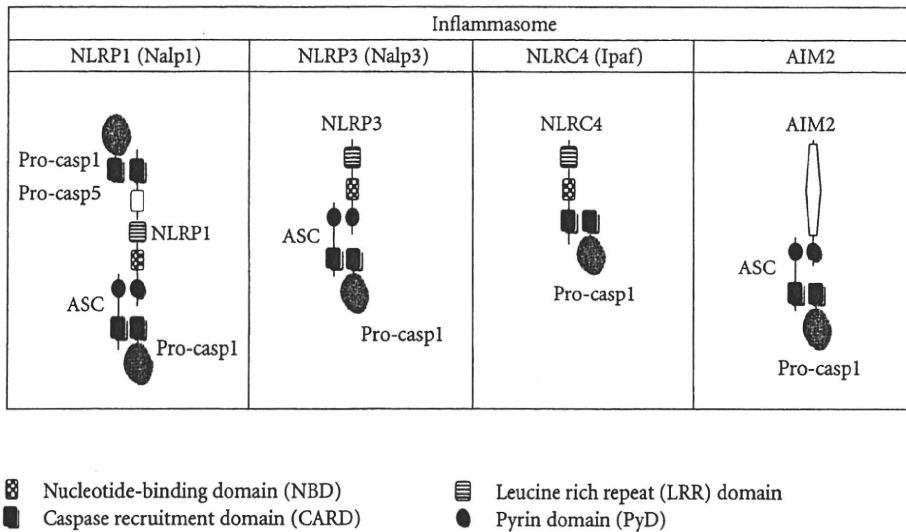 Inflammasome
NLRP1 (Nalp1)
NLRP3 (Nalp3)
NLRC4 (Ipaf)
AIM2
Pro-casp1
Pro-casp5
NLRP1
ASC
Pro-casp1
NLRP3
ASC
Pro-casp1
NLRC4
Pro-casp1
AIM2
ASC
Pro-casp1
Nucleotide-binding domain (NBD)
Leucine rich repeat (LRR) domain
Caspase recruitment domain (CARD)
Pyrin domain (PyD)